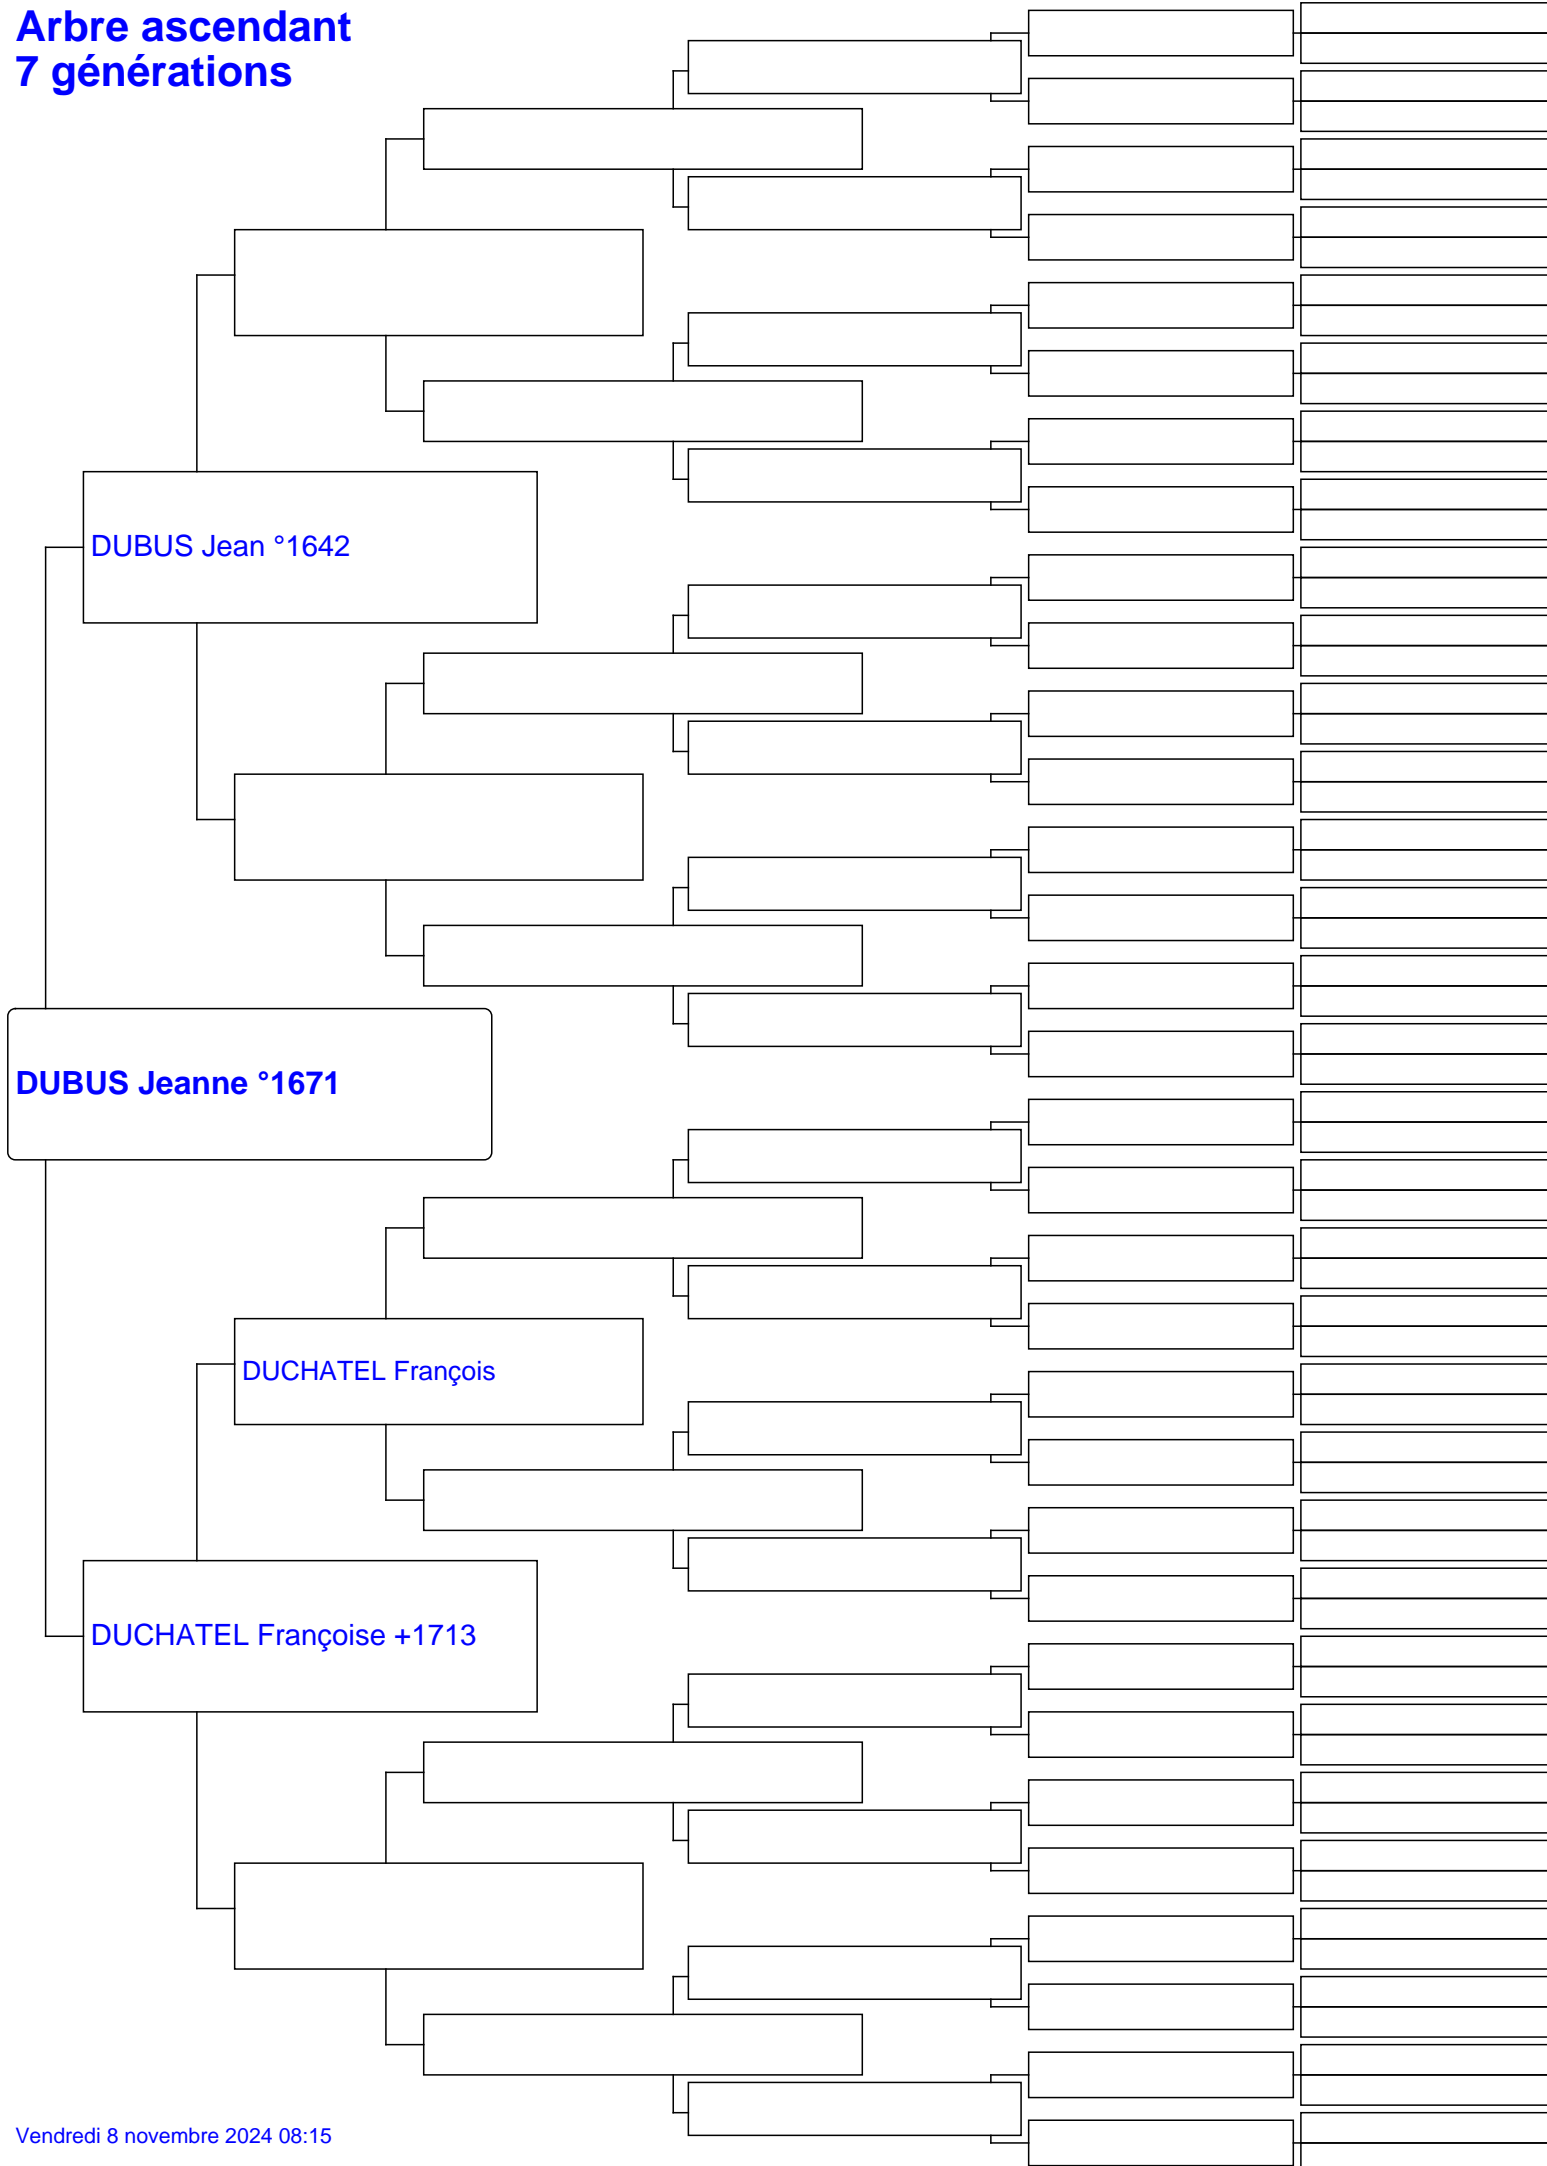 Arbre ascendant
7 générations
DUBUS Jean °1642
DUBUS Jeanne °1671
DUCHATEL François
DUCHATEL Françoise +1713
Vendredi 8 novembre 2024 08:15